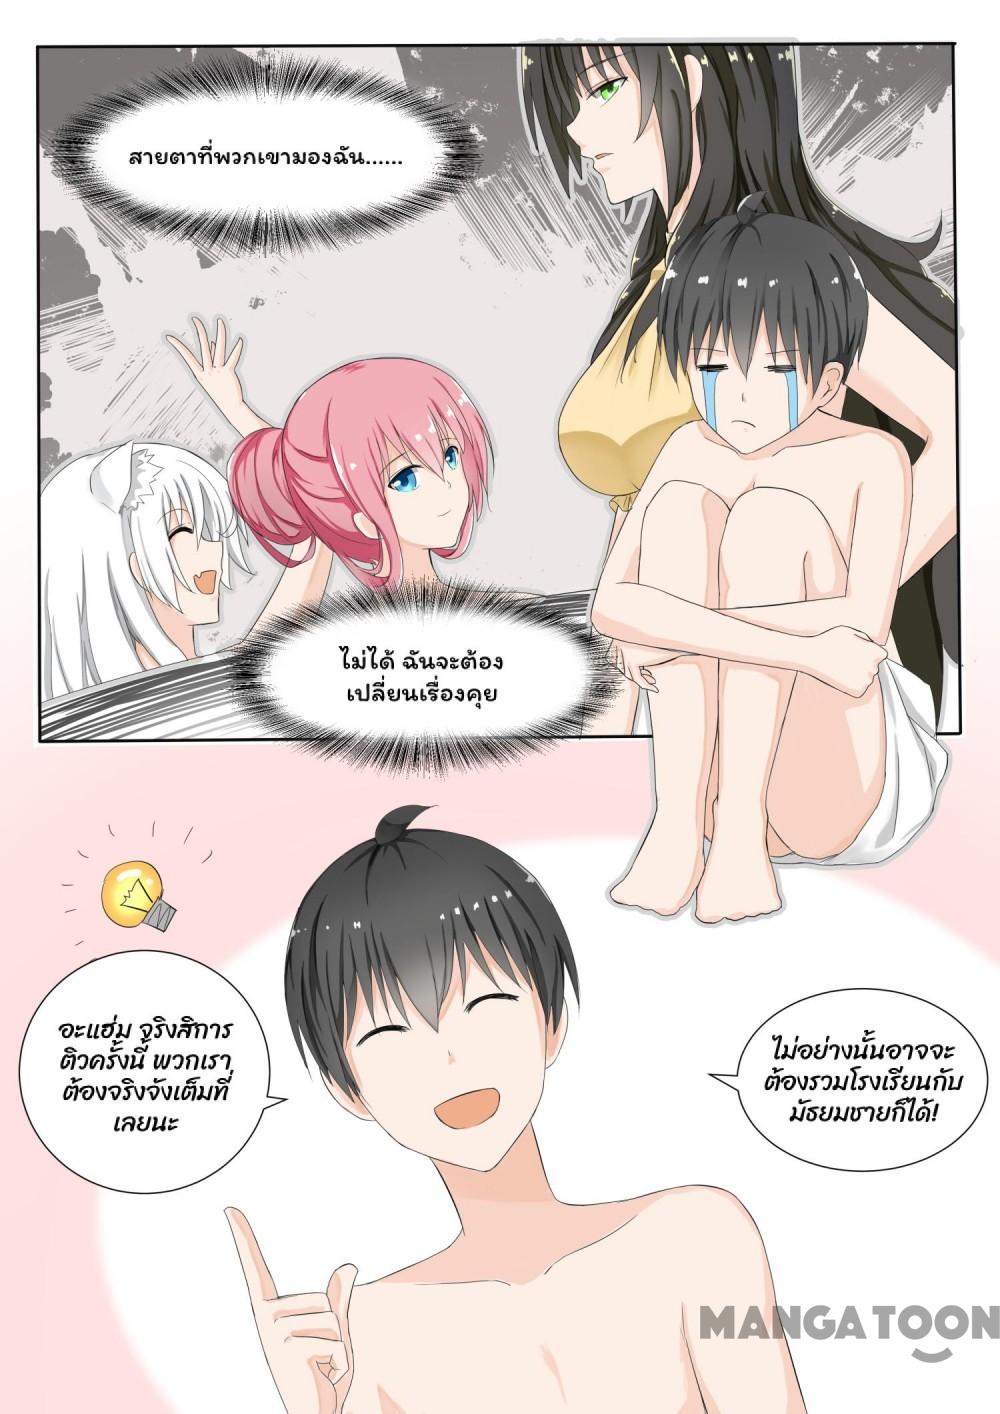 สายตาที่พวกเขามองฉัน......
ไม่ได้ ฉันจะต้อง
เปลี่ยนเรื่องคุย
อะแฮ่ม จริงสิการ
ติวครั้งนี้ พวกเรา
ต้องจริงจังเต็มที่
เลยนะ
ไม่อย่างนั้นอาจจะ
ต้องรวมโรงเรียนกับ
มัธยมชายก็ได้!
MANGATOON